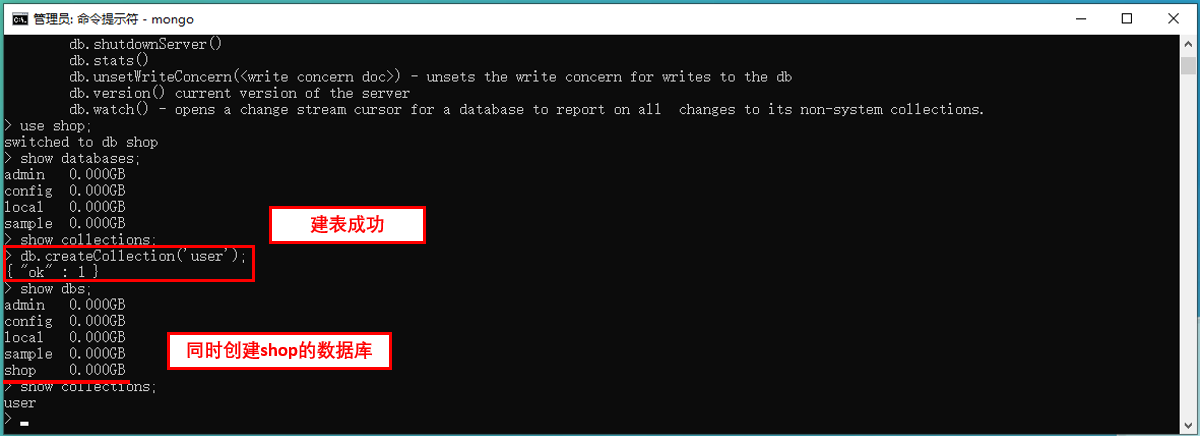 管理员: 命令提示符 - mongo
db.shutdownServer()
db.stats()
db.unsetWriteConcern(<write concern doc>) - unsets the write concern for writes to the db
db.version() current version of the server
db.watch() - opens a change stream cursor for a database to report on all  changes to its non-system collections.
> use shop;
switched to db shop
> show databases;
admin   0.000GB
config  0.000GB
local   0.000GB
sample  0.000GB
建表成功
> show collections;
> db.createCollection('user');
{ "ok" : 1 }
> show dbs;
admin   0.000GB
config  0.000GB
local   0.000GB
同时创建shop的数据库
sample  0.000GB
shop    0.000GB
> show collections;
user
>